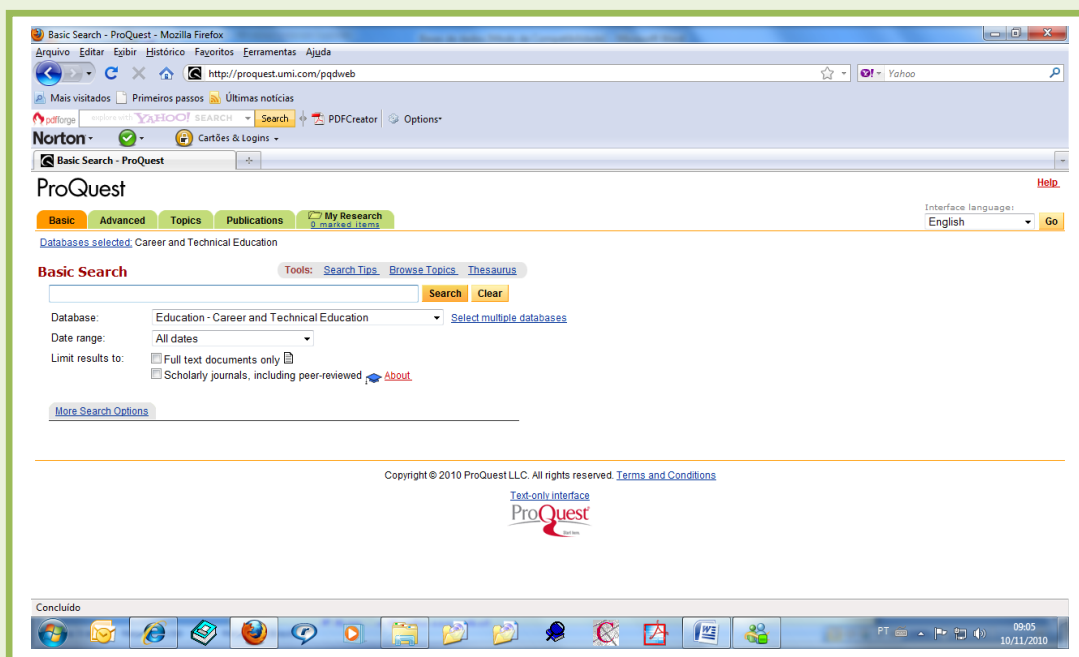 Basic Search - ProQuest - Mozilla Firefox
Arquivo Editar Exibir Histórico Favoritos Ferramentas Ajuda
http://proquest.umi.com/pqdweb Yahoo
Mais visitados Primeiros passos Últimas notícias
pdfforge YAHOO! SEARCH Search PDFCreator Options
Norton Cartões & Logins
Basic Search - ProQuest
ProQuest Help
Interface language:
Basic Advanced Topics Publications My Research
0 marked items
English Go
Databases selected: Career and Technical Education
Basic Search Tools: Search Tips Browse Topics Thesaurus
Search Clear
Database: Education - Career and Technical Education Select multiple databases
Date range: All dates
Limit results to: Full text documents only
Scholarly journals, including peer-reviewed About
More Search Options
Copyright © 2010 ProQuest LLC. All rights reserved. Terms and Conditions
Text-only interface
ProQuest
Start here.
Concluído
PT 09:05
10/11/2010